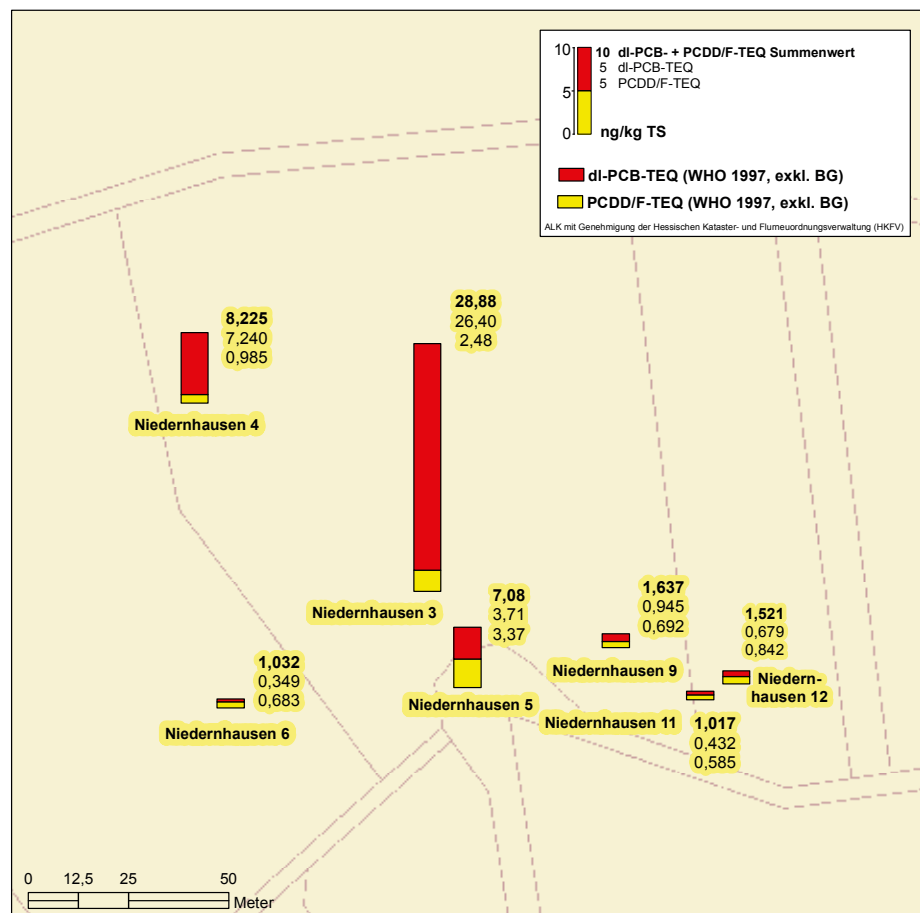 10
10 dl-PCB- + PCDD/F-TEQ Summenwert
5 dl-PCB-TEQ
5 PCDD/F-TEQ
5
0
ng/kg TS
dl-PCB-TEQ (WHO 1997, exkl. BG)
PCDD/F-TEQ (WHO 1997, exkl. BG)
ALK mit Genehmigung der Hessischen Kataster- und Flurneuordnungsverwaltung (HKFV)
8,225
7,240
0,985
Niedernhausen 4
28,88
26,40
2,48
Niedernhausen 3
7,08
3,71
3,37
Niedernhausen 5
1,637
0,945
0,692
Niedernhausen 9
1,521
0,679
0,842
Niedern-
hausen 12
1,032
0,349
0,683
Niedernhausen 6
Niedernhausen 11
1,017
0,432
0,585
0 12,5 25 50
Meter